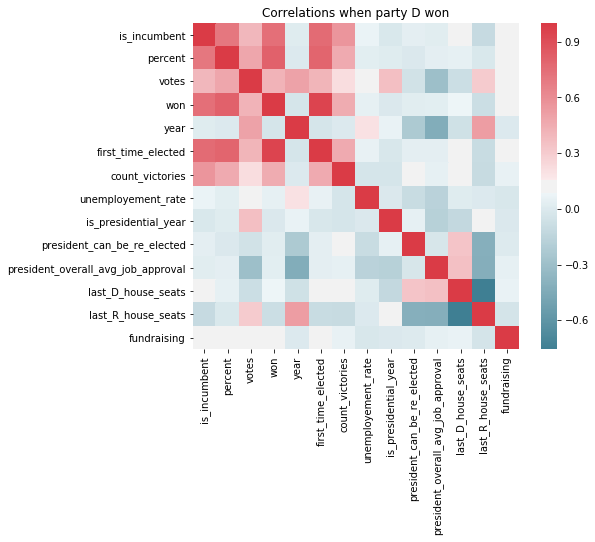 Correlations when party D won
is_incumbent
percent
votes
won
year
first_time_elected
count_victories
unemployement_rate
is_presidential_year
president_can_be_re_elected
president_overall_avg_job_approval
last_D_house_seats
last_R_house_seats
fundraising
is_incumbent
percent
votes
won
year
first_time_elected
count_victories
unemployement_rate
is_presidential_year
president_can_be_re_elected
president_overall_avg_job_approval
last_D_house_seats
last_R_house_seats
fundraising
0.9
0.6
0.3
0.0
−0.3
−0.6